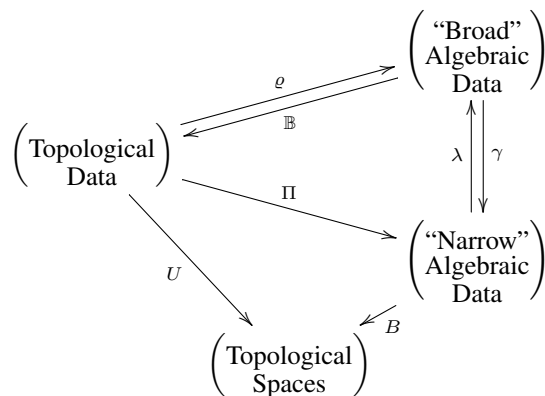 “Broad”
Algebraic
Data
ϱ
𝔹
Topological
Data
λ
γ
Π
“Narrow”
Algebraic
Data
U
B
Topological
Spaces